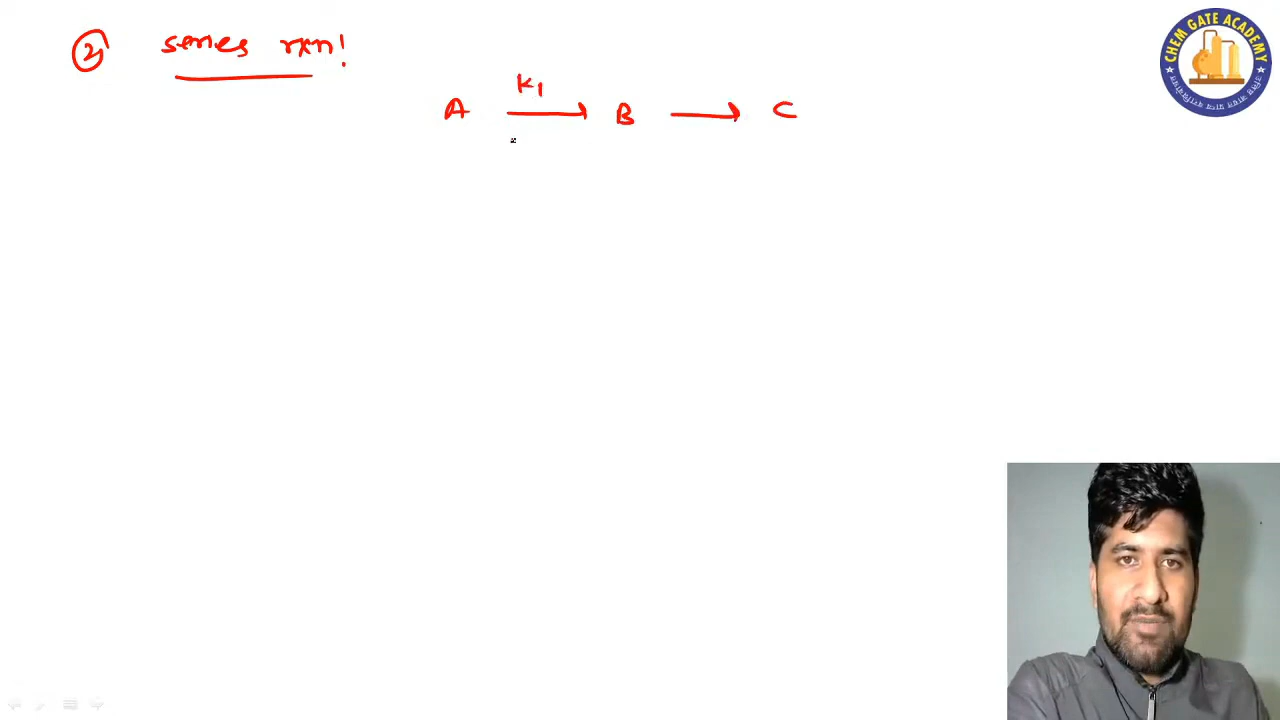 ② series rxn!
K1
A → B → C
CHEM GATE ACADEMY